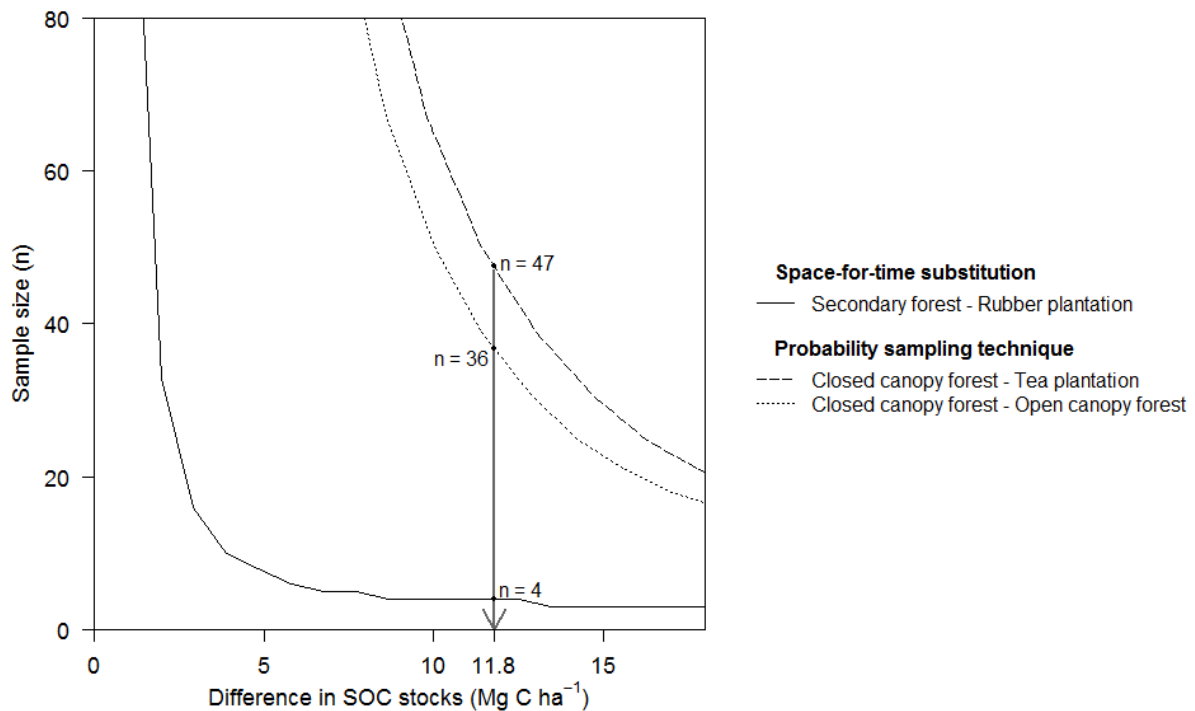 80
60
40
20
0
Sample size (n)
n = 47
n = 36
n = 4
0
5
10
11.8
15
Difference in SOC stocks (Mg C ha⁻¹)
Space-for-time substitution
Secondary forest - Rubber plantation
Probability sampling technique
Closed canopy forest - Tea plantation
Closed canopy forest - Open canopy forest